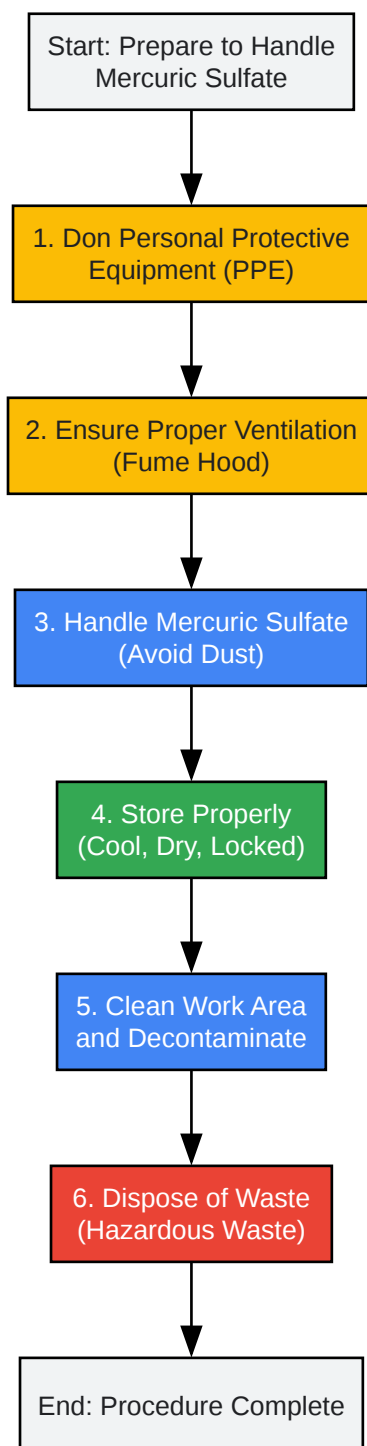 Start: Prepare to Handle
Mercuric Sulfate
1. Don Personal Protective
Equipment (PPE)
2. Ensure Proper Ventilation
(Fume Hood)
3. Handle Mercuric Sulfate
(Avoid Dust)
4. Store Properly
(Cool, Dry, Locked)
5. Clean Work Area
and Decontaminate
6. Dispose of Waste
(Hazardous Waste)
End: Procedure Complete